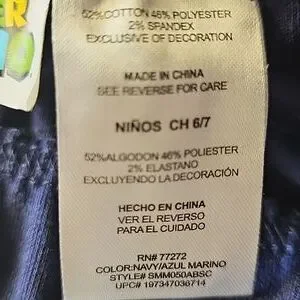 ER
52%COTTON 46% POLYESTER
2% SPANDEX
EXCLUSIVE OF DECORATION
MADE IN CHINA
SEE REVERSE FOR CARE
NIÑOS CH 6/7
52%ALGODON 46% POLIESTER
2% ELASTANO
EXCLUYENDO LA DECORACIÓN
HECHO EN CHINA
VER EL REVERSO
PARA EL CUIDADO
RN# 77272
COLOR:NAVY/AZUL MARINO
STYLE# SMM050ABSC
UPC# 197347036714